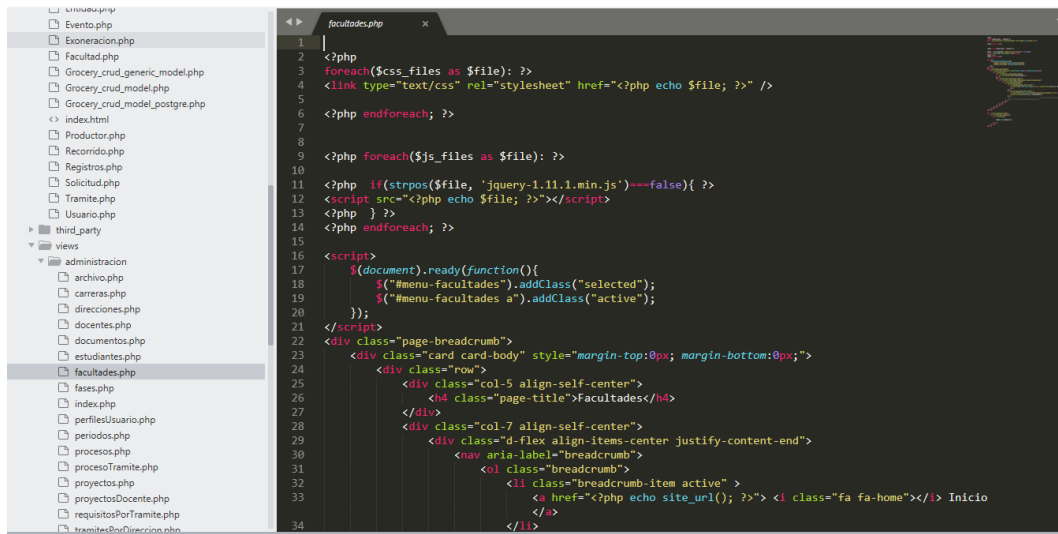 Entidad.php
Evento.php
Exoneracion.php
Facultad.php
Grocery_crud_generic_model.php
Grocery_crud_model.php
Grocery_crud_model_postgre.php
<> index.html
Productor.php
Recorrido.php
Registros.php
Solicitud.php
Tramite.php
Usuario.php
third_party
views
administracion
archivo.php
carreras.php
direcciones.php
docentes.php
documentos.php
estudiantes.php
facultades.php
fases.php
index.php
perfilesUsuario.php
periodos.php
procesos.php
procesoTramite.php
proyectos.php
proyectosDocente.php
requisitosPorTramite.php
tramitesPorDireccion.php
facultades.php ×
1
2 <?php
3 foreach($css_files as $file): ?>
4 <link type="text/css" rel="stylesheet" href="<?php echo $file; ?>" />
5
6 <?php endforeach; ?>
7
8
9 <?php foreach($js_files as $file): ?>
10
11 <?php  if(strpos($file, 'jquery-1.11.1.min.js')===false){ ?>
12 <script src="<?php echo $file; ?>"></script>
13 <?php  } ?>
14 <?php endforeach; ?>
15
16 <script>
17     $(document).ready(function(){
18         $("#menu-facultades").addClass("selected");
19         $("#menu-facultades a").addClass("active");
20     });
21 </script>
22 <div class="page-breadcrumb">
23     <div class="card card-body" style="margin-top:0px; margin-bottom:0px;">
24         <div class="row">
25             <div class="col-5 align-self-center">
26                 <h4 class="page-title">Facultades</h4>
27             </div>
28             <div class="col-7 align-self-center">
29                 <div class="d-flex align-items-center justify-content-end">
30                     <nav aria-label="breadcrumb">
31                         <ol class="breadcrumb">
32                             <li class="breadcrumb-item active" >
33                                 <a href="<?php echo site_url(); ?>"> <i class="fa fa-home"></i> Inicio
                                </a>
34                             </li>